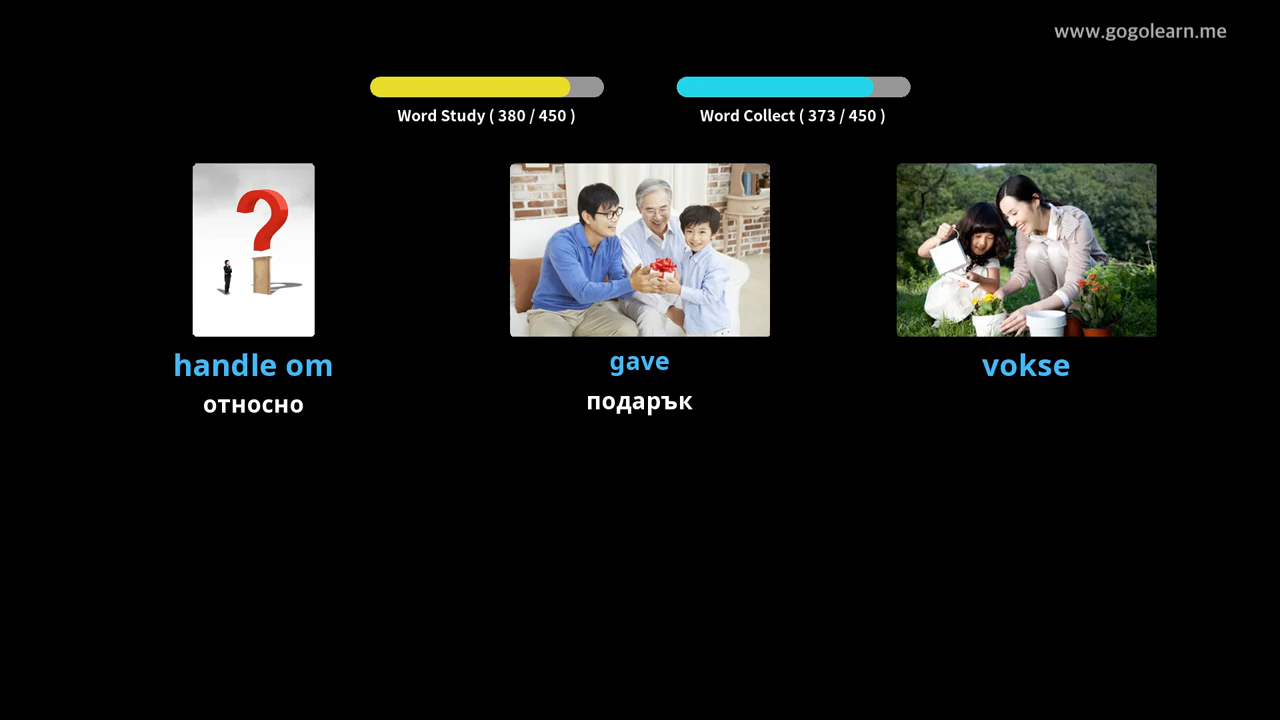 www.gogolearn.me
Word Study ( 380 / 450 )
Word Collect ( 373 / 450 )
handle om
относно
gave
подарък
vokse